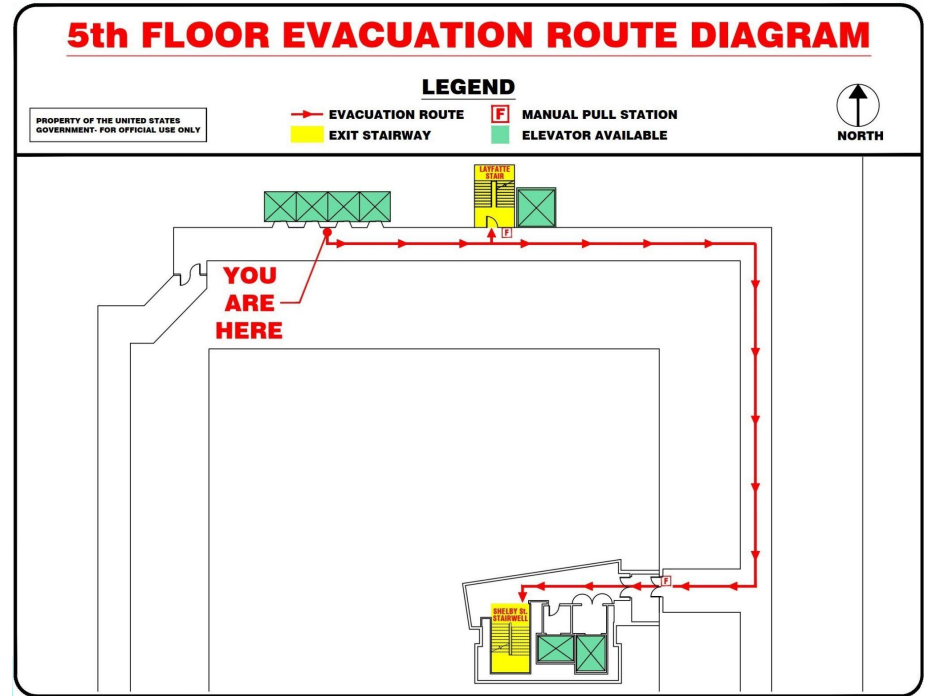 5th FLOOR EVACUATION ROUTE DIAGRAM
LEGEND
PROPERTY OF THE UNITED STATES
GOVERNMENT- FOR OFFICIAL USE ONLY
EVACUATION ROUTE
F MANUAL PULL STATION
EXIT STAIRWAY
ELEVATOR AVAILABLE
NORTH
LAYFATTE
STAIR
F
YOU
ARE
HERE
F
SHELBY St.
STAIRWELL